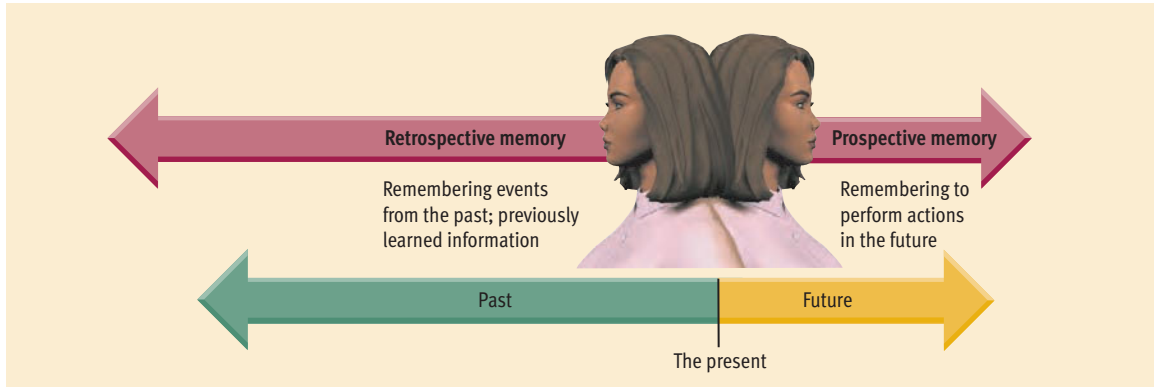 Retrospective memory
Prospective memory
Remembering events
from the past; previously
learned information
Remembering to
perform actions
in the future
Past
Future
The present